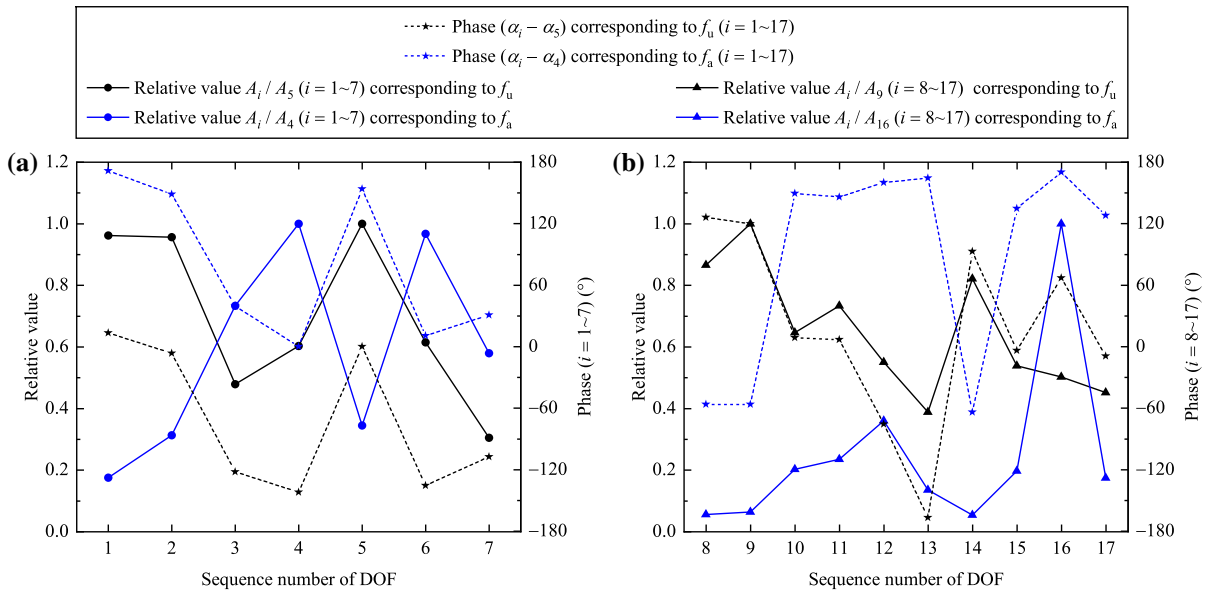 Phase (αi − α5) corresponding to fu (i = 1~17)
Phase (αi − α4) corresponding to fa (i = 1~17)
Relative value Ai / A5 (i = 1~7) corresponding to fu
Relative value Ai / A9 (i = 8~17) corresponding to fu
Relative value Ai / A4 (i = 1~7) corresponding to fa
Relative value Ai / A16 (i = 8~17) corresponding to fa
(a)
Relative value
1.2
1.0
0.8
0.6
0.4
0.2
0.0
180
120
60
0
−60
−120
−180
Phase (i = 1~7) (°)
1 2 3 4 5 6 7
Sequence number of DOF
(b)
Relative value
1.2
1.0
0.8
0.6
0.4
0.2
0.0
180
120
60
0
−60
−120
−180
Phase (i = 8~17) (°)
8 9 10 11 12 13 14 15 16 17
Sequence number of DOF